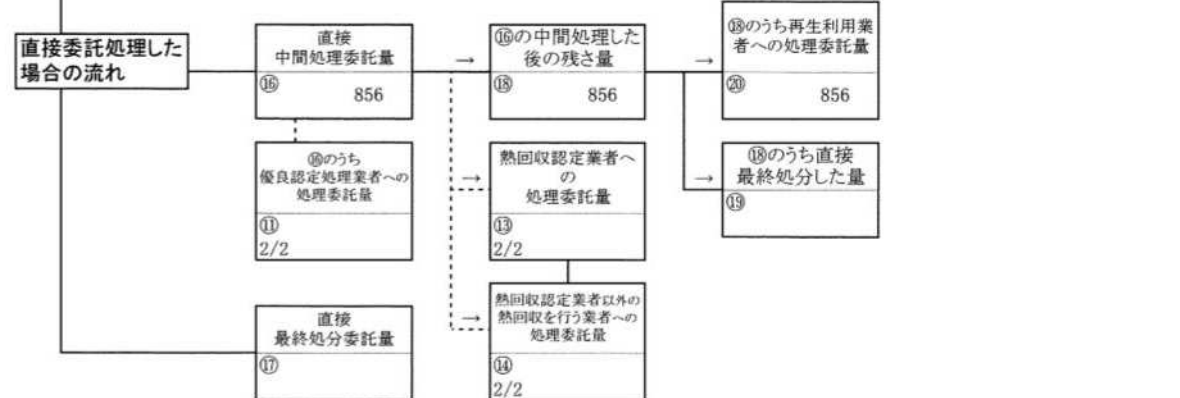 直接委託処理した
場合の流れ
直接
中間処理委託量
⑯
856
→
⑯の中間処理した
後の残さ量
⑱
856
→
⑱のうち再生利用業
者への処理委託量
⑳
856
⑯のうち
優良認定処理業者への
処理委託量
⑪
2/2
→
熱回収認定業者へ
の
処理委託量
⑬
2/2
→
⑱のうち直接
最終処分した量
⑲
直接
最終処分委託量
⑰
→
熱回収認定業者以外の
熱回収を行う業者への
処理委託量
⑭
2/2